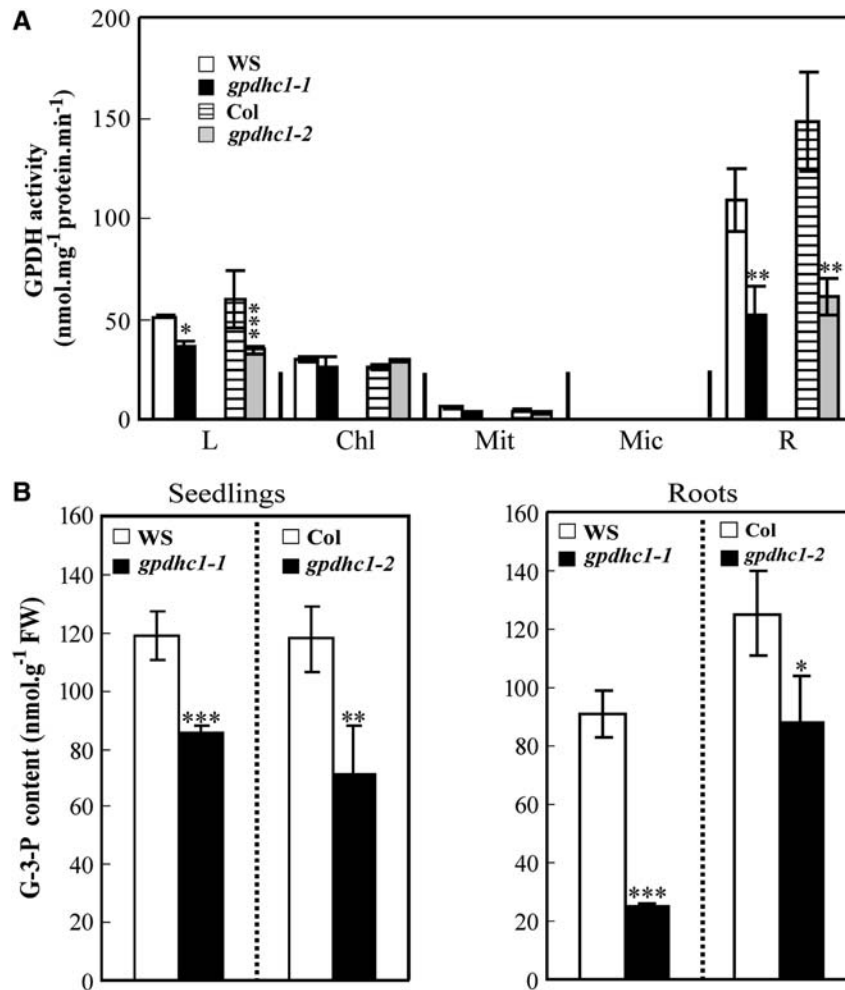 A
200
150
100
50
0
GPDH activity
(nmol.mg⁻¹ protein.min⁻¹)
WS
gpdhc1-1
Col
gpdhc1-2
*
***
**
**
L Chl Mit Mic R
B
Seedlings
160
140
120
100
80
60
40
20
0
G-3-P content (nmol.g⁻¹ FW)
WS
gpdhc1-1
Col
gpdhc1-2
***
**
Roots
160
140
120
100
80
60
40
20
0
WS
gpdhc1-1
Col
gpdhc1-2
***
*